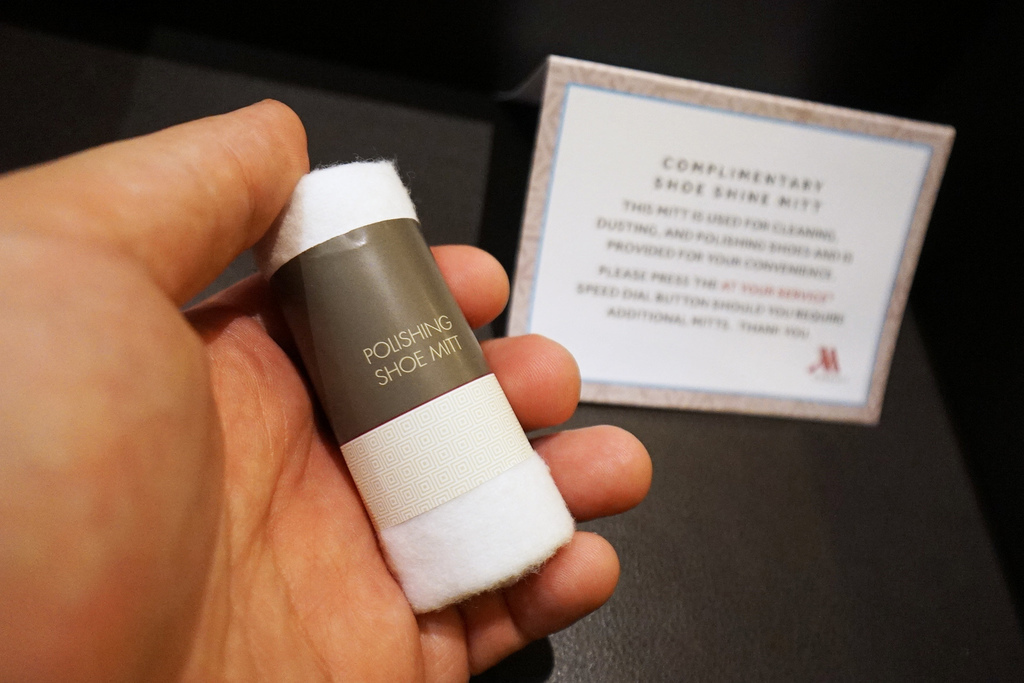 POLISHING
SHOE MITT
COMPLIMENTARY
SHOE SHINE MITT
THIS MITT IS USED FOR CLEANING,
DUSTING, AND POLISHING SHOES AND IS
PROVIDED FOR YOUR CONVENIENCE.
PLEASE PRESS THE AT YOUR SERVICE®
SPEED DIAL BUTTON SHOULD YOU REQUIRE
ADDITIONAL MITTS. THANK YOU